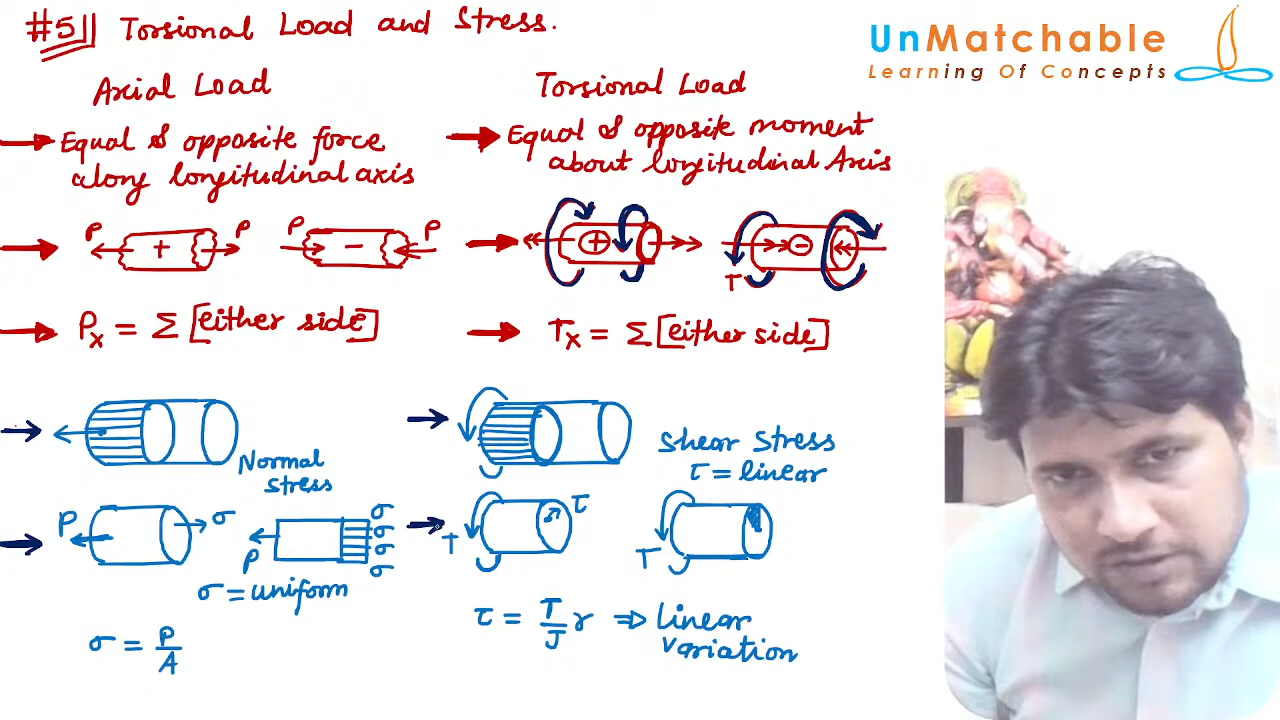 #5 Torsional Load and Stress.
UnMatchable
Learning Of Concepts
Axial Load
Equal & opposite force
along longitudinal axis
P + P P - P
Pₓ = Σ [either side]
Normal
stress
P σ P σ σ σ σ
σ = uniform
σ = P/A
Torsional Load
Equal & opposite moment
about longitudinal Axis
+ T -
Tₓ = Σ [either side]
Shear Stress
τ = linear
T τ T
τ = T/J r ⇒ linear
variation